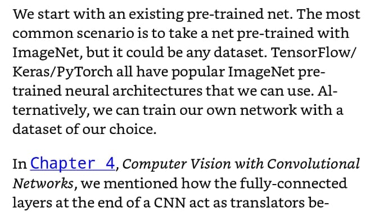 We start with an existing pre-trained net. The most
common scenario is to take a net pre-trained with
ImageNet, but it could be any dataset. TensorFlow/
Keras/PyTorch all have popular ImageNet pre-
trained neural architectures that we can use. Al-
ternatively, we can train our own network with a
dataset of our choice.
In Chapter 4, Computer Vision with Convolutional
Networks, we mentioned how the fully-connected
layers at the end of a CNN act as translators be-